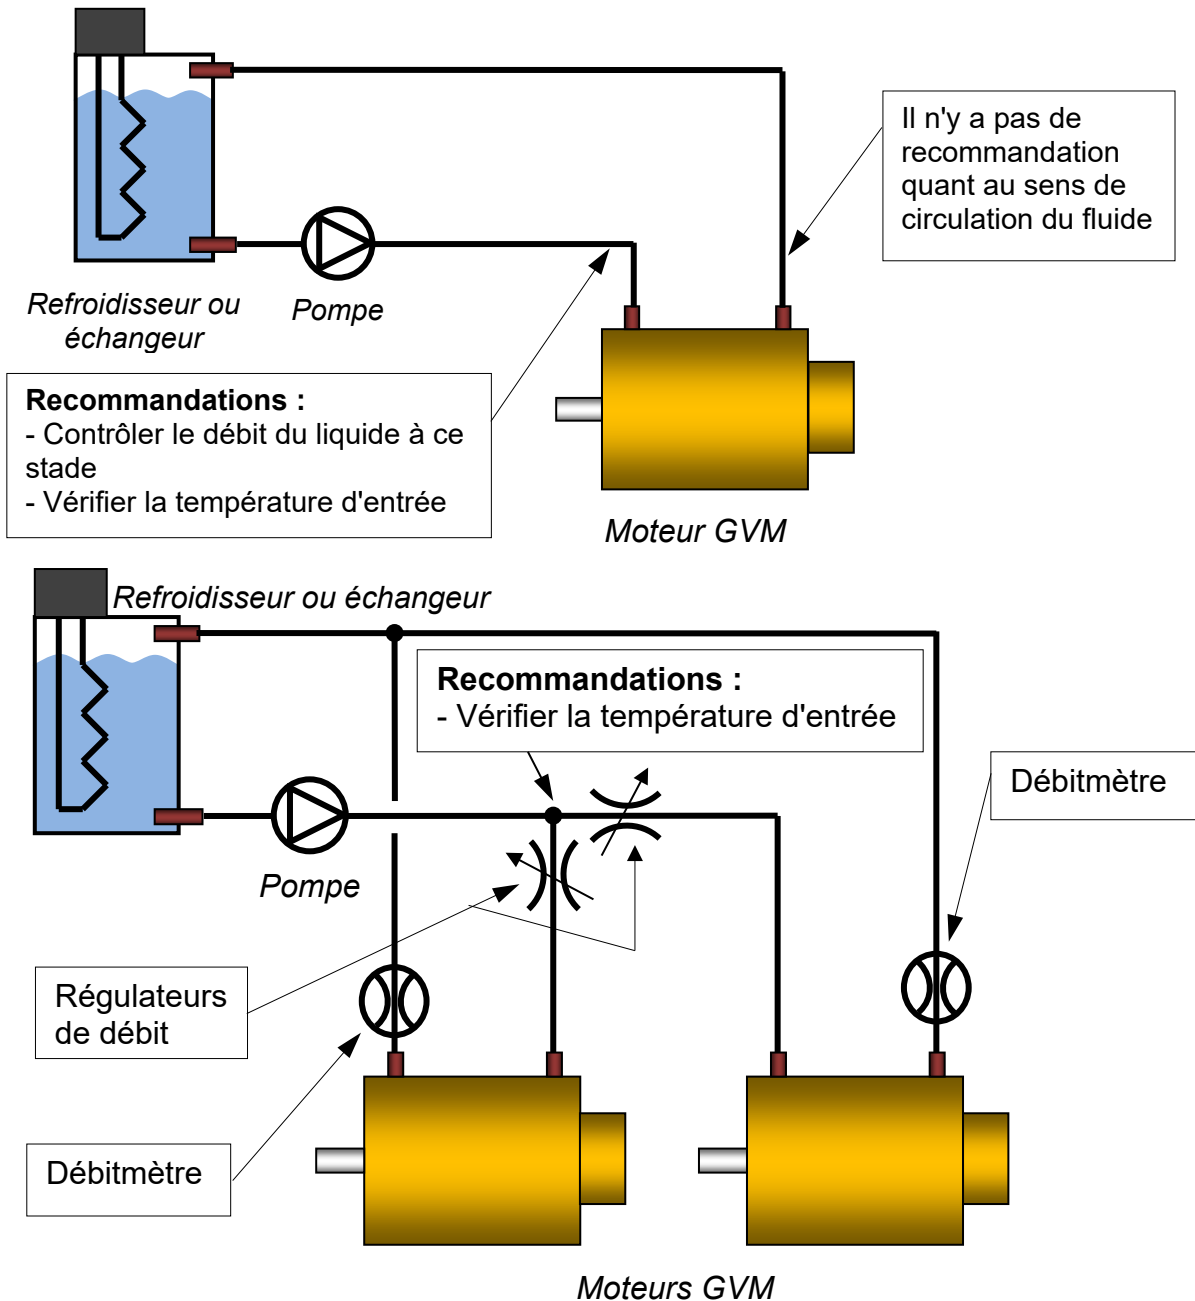 Il n'y a pas de
recommandation
quant au sens de
circulation du fluide
Refroidisseur ou
échangeur
Pompe
Recommandations :
- Contrôler le débit du liquide à ce
stade
- Vérifier la température d'entrée
Moteur GVM
Refroidisseur ou échangeur
Recommandations :
- Vérifier la température d'entrée
Débitmètre
Pompe
Régulateurs
de débit
Débitmètre
Moteurs GVM